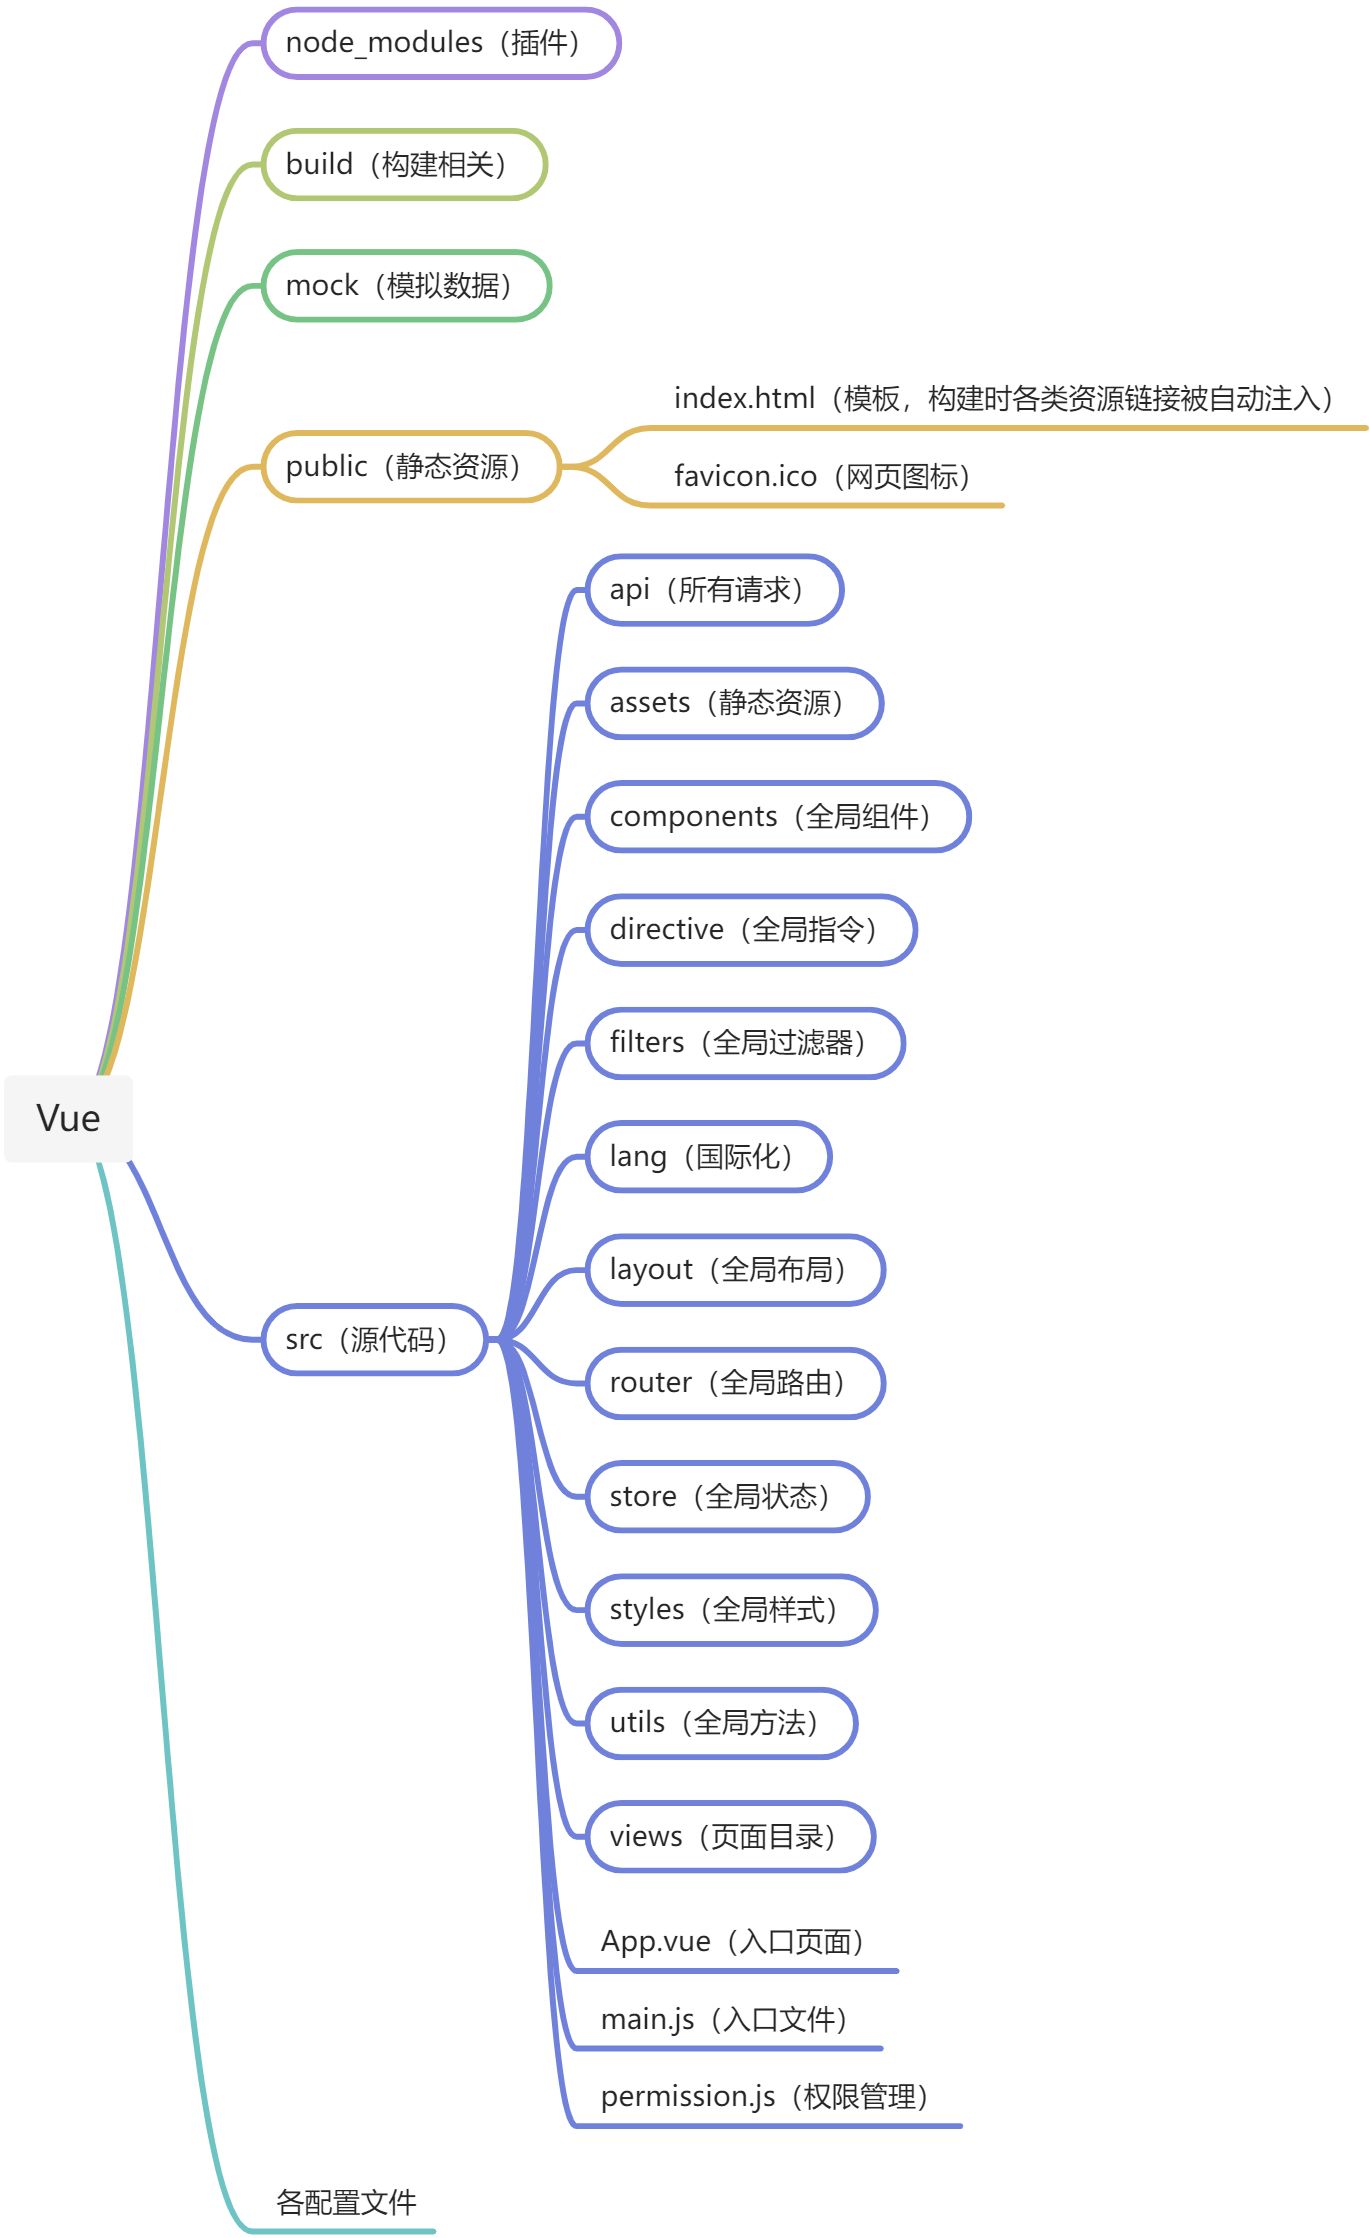 node_modules（插件）
build（构建相关）
mock（模拟数据）
index.html（模板，构建时各类资源链接被自动注入）
public（静态资源）
favicon.ico（网页图标）
api（所有请求）
assets（静态资源）
components（全局组件）
directive（全局指令）
filters（全局过滤器）
Vue
lang（国际化）
layout（全局布局）
src（源代码）
router（全局路由）
store（全局状态）
styles（全局样式）
utils（全局方法）
views（页面目录）
App.vue（入口页面）
main.js（入口文件）
permission.js（权限管理）
各配置文件